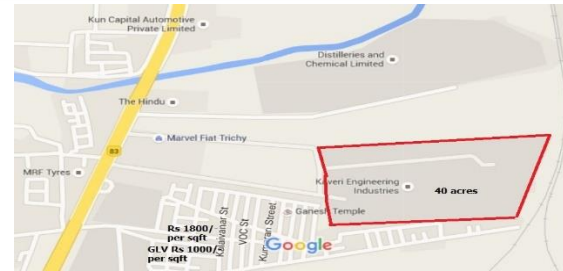 Kun Capital Automotive
Private Limited
Distilleries and
Chemical Limited
The Hindu
Marvel Fiat Trichy
83
MRF Tyres
Kaveri Engineering
Industries
40 acres
Kalaivanar St
VOC St
Kumaran Street
Ganesh Temple
Rs 1800/-
per sqft
GLV Rs 1000/-
per sqft
Google